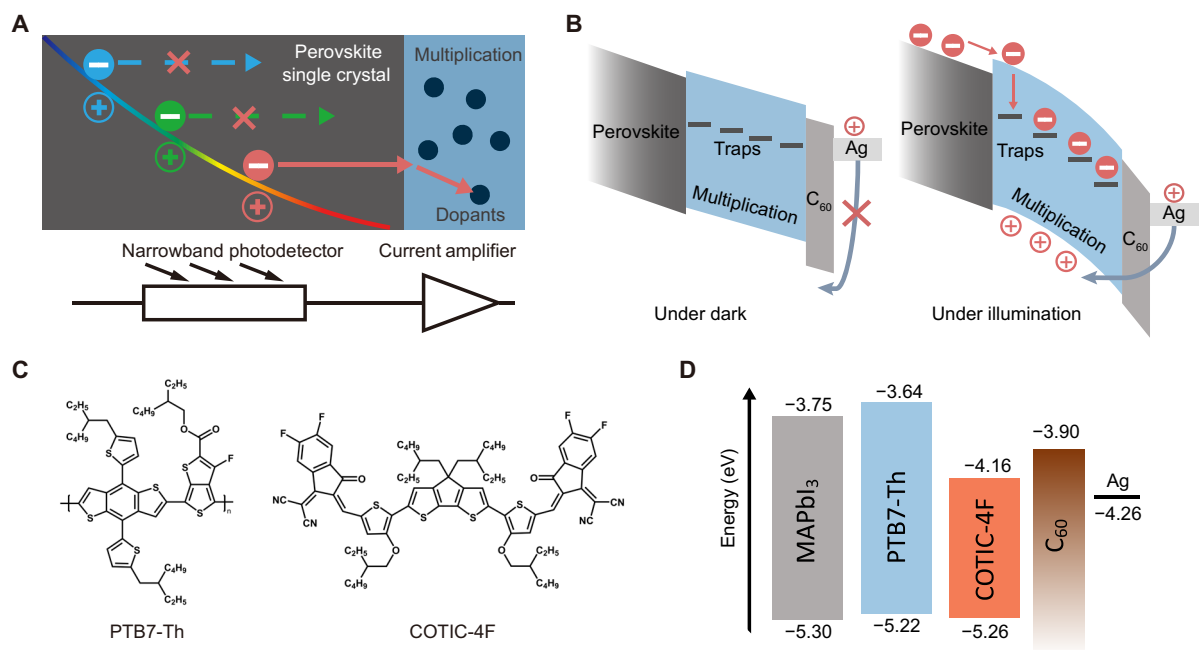 A
Perovskite
single crystal
Multiplication
Dopants
Narrowband photodetector
Current amplifier
B
Perovskite
Traps
Multiplication
C60
Ag
Under dark
Perovskite
Traps
Multiplication
C60
Ag
Under illumination
C
C2H5
C4H9
C2H5
C4H9
O
O
F
S
S
S
S
S
S
n
C4H9
C2H5
PTB7-Th
F
F
O
CN
CN
S
O
C2H5
C4H9
C4H9
C4H9
C2H5
C2H5
S
S
S
O
C2H5
C4H9
F
F
O
NC
CN
COTIC-4F
D
Energy (eV)
−3.75
MAPbI3
−5.30
−3.64
PTB7-Th
−5.22
−4.16
COTIC-4F
−5.26
−3.90
C60
Ag
−4.26